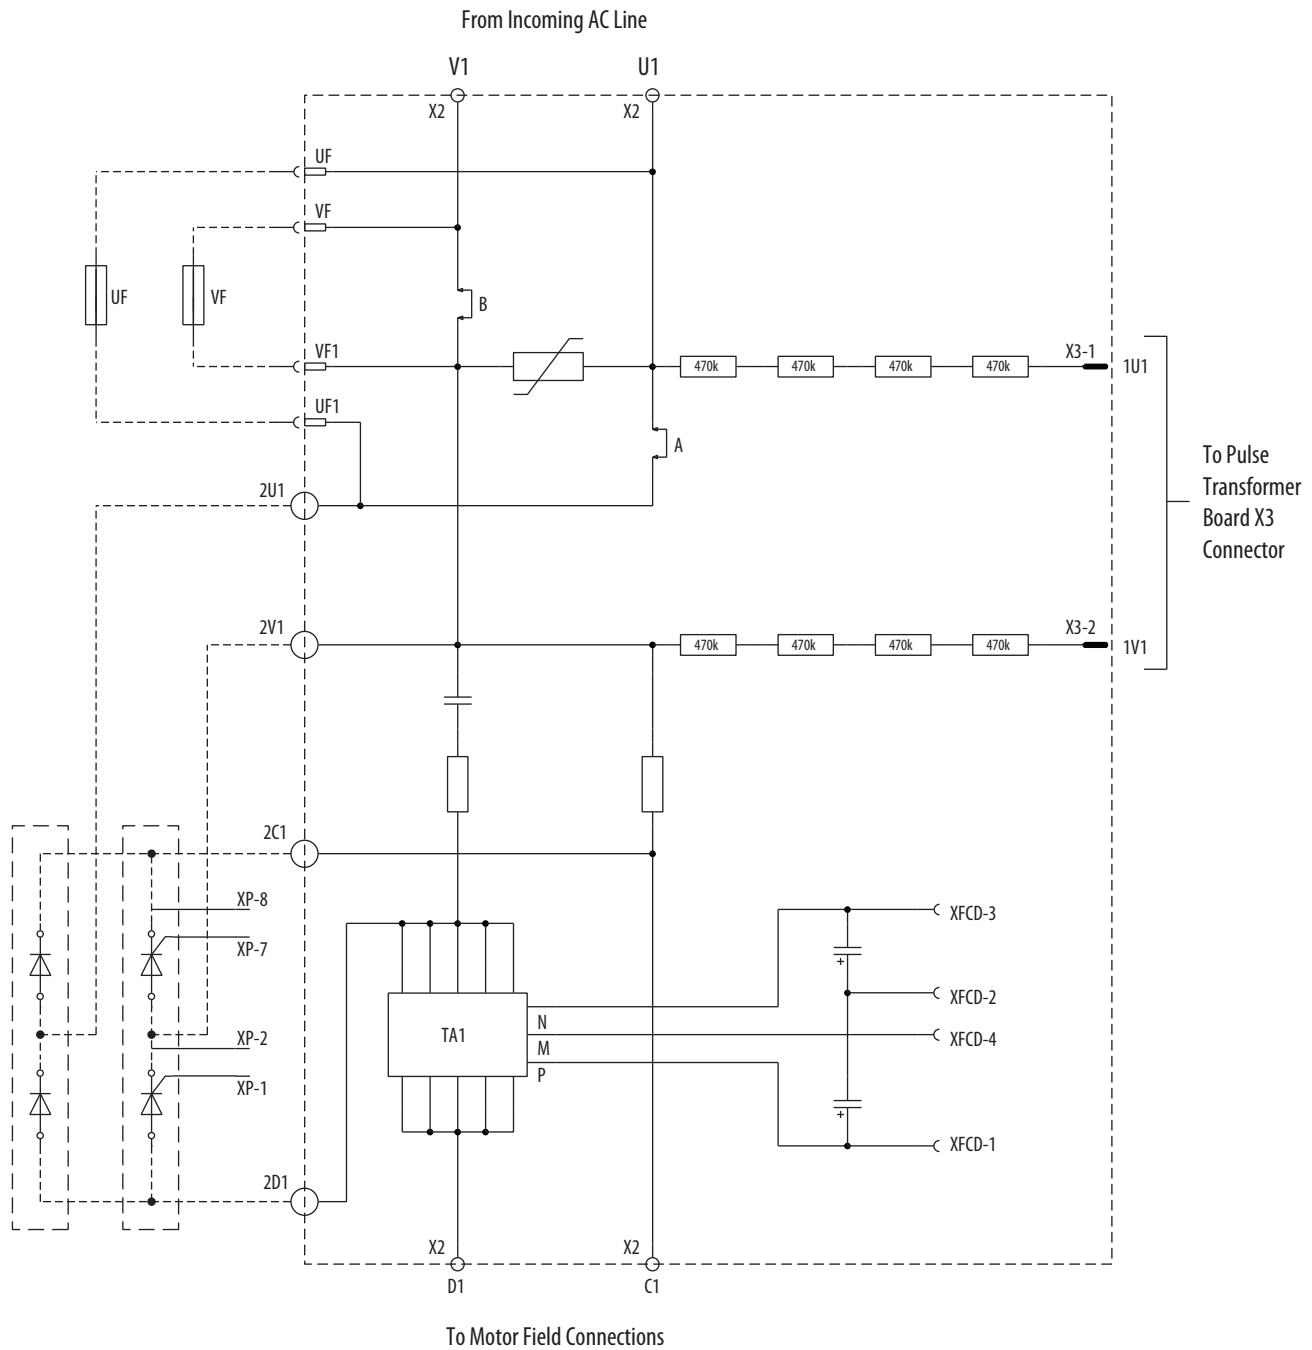 From Incoming AC Line
V1 U1
X2 X2
UF
VF
UF VF B
VF1 470k 470k 470k 470k X3-1 1U1
UF1
A
To Pulse
Transformer
Board X3
Connector
2U1
2V1 470k 470k 470k 470k X3-2 1V1
2C1
XP-8 XFCD-3
XP-7
XFCD-2
TA1 N
XP-2 M XFCD-4
P
XP-1
XFCD-1
2D1
X2 X2
D1 C1
To Motor Field Connections